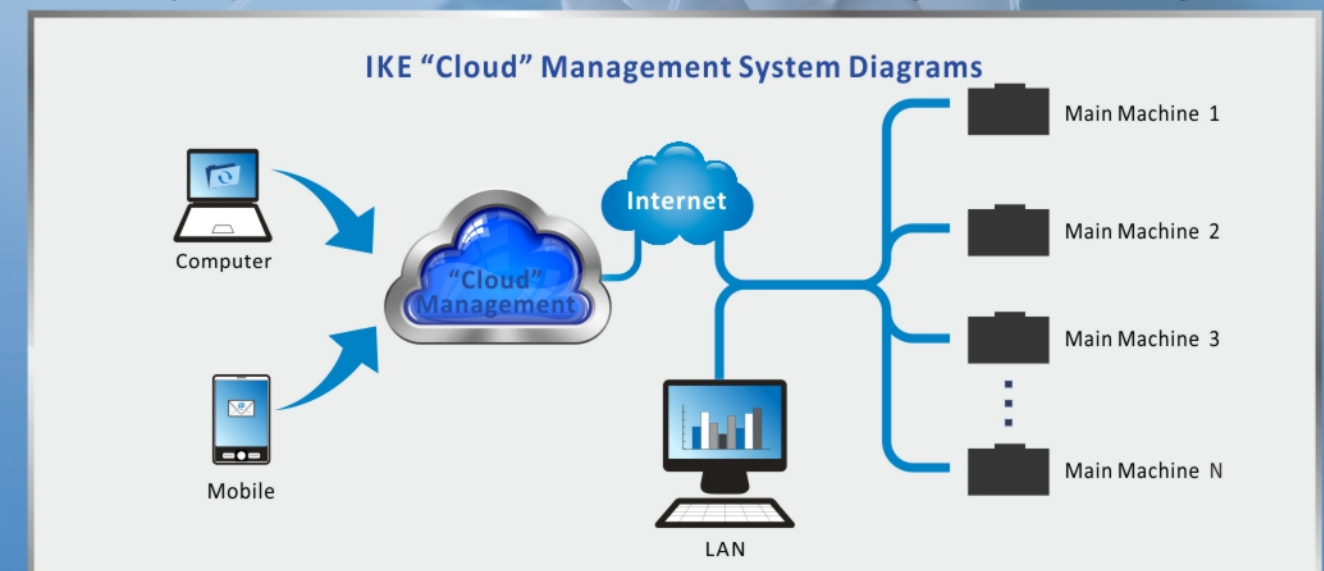 IKE “Cloud” Management System Diagrams
Computer
Mobile
“Cloud”
Management
Internet
LAN
Main Machine 1
Main Machine 2
Main Machine 3
Main Machine N